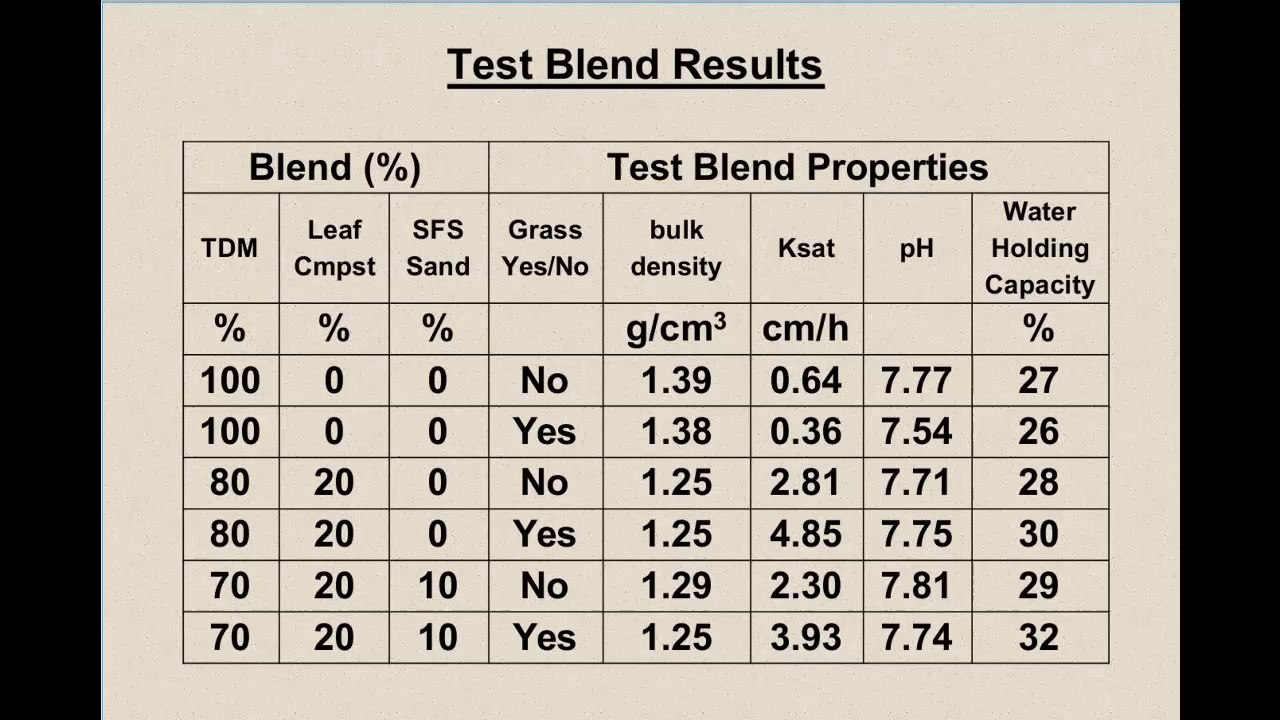 Test Blend Results
Blend (%) Test Blend Properties
TDM Leaf Cmpst SFS Sand Grass Yes/No bulk density Ksat pH Water Holding Capacity
% % % g/cm³ cm/h %
100 0 0 No 1.39 0.64 7.77 27
100 0 0 Yes 1.38 0.36 7.54 26
80 20 0 No 1.25 2.81 7.71 28
80 20 0 Yes 1.25 4.85 7.75 30
70 20 10 No 1.29 2.30 7.81 29
70 20 10 Yes 1.25 3.93 7.74 32